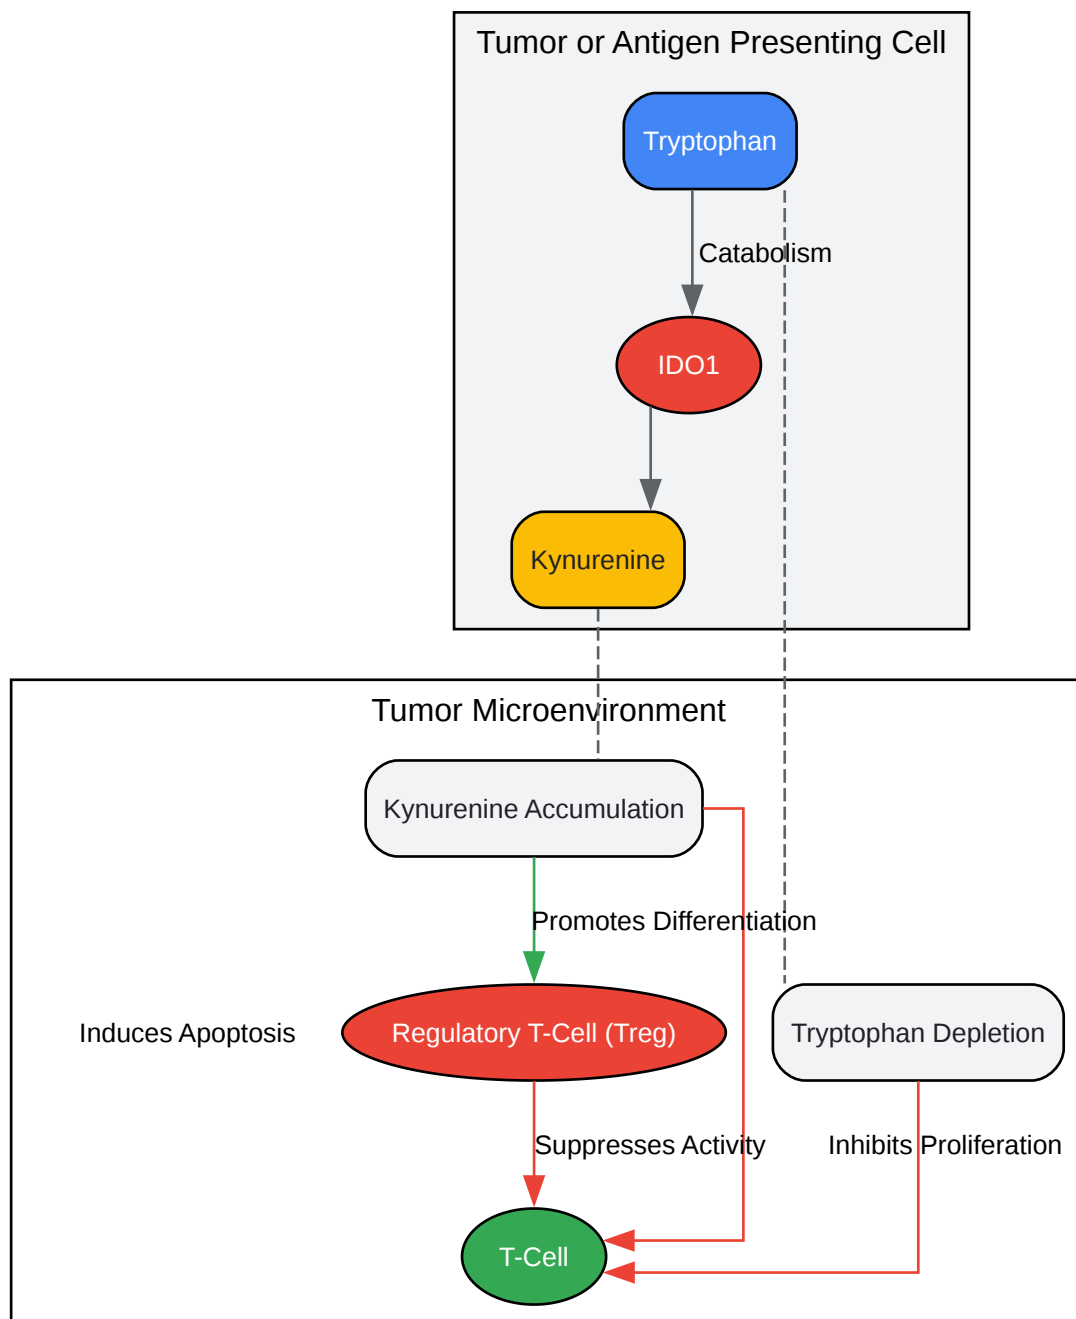 Tumor or Antigen Presenting Cell
Tryptophan
Catabolism
IDO1
Kynurenine
Tumor Microenvironment
Kynurenine Accumulation
Promotes Differentiation
Induces Apoptosis
Regulatory T-Cell (Treg)
Tryptophan Depletion
Suppresses Activity
Inhibits Proliferation
T-Cell